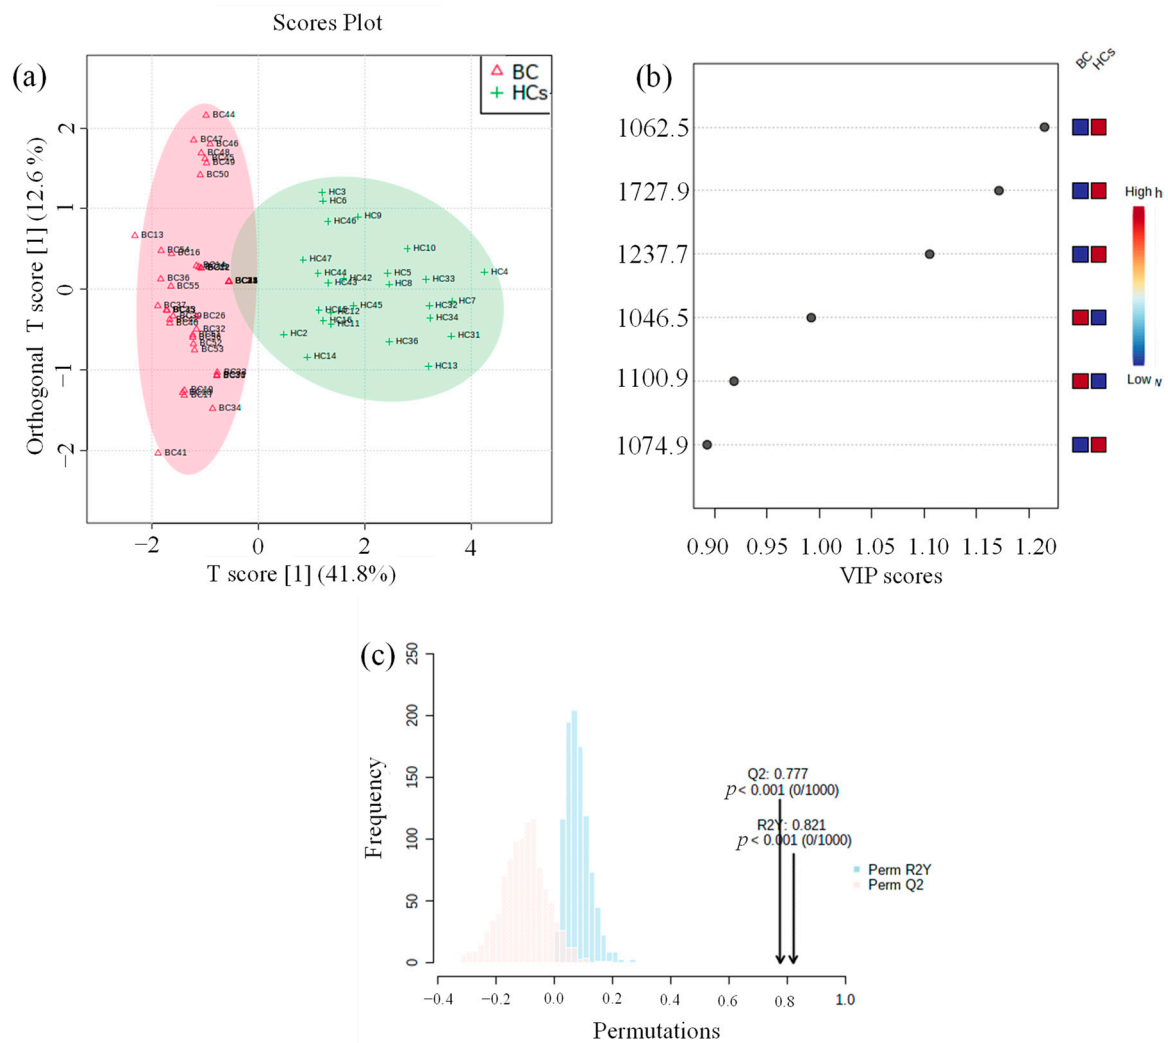 Scores Plot
(a)
BC
HCs
BC44
BC47
BC46
BC48
BC45
BC49
BC50
HC3
HC6
HC46
HC9
BC13
BC54
BC16
HC10
HC47
BC36
BC55
HC44
HC42
HC43
HC5
HC8
HC33
HC4
BC37
BC26
HC15
HC12
HC45
HC32
HC7
HC16
HC11
HC34
BC40
BC32
HC2
HC36
HC31
BC52
BC53
HC14
HC13
BC17
BC34
BC41
2
1
0
−1
−2
Orthogonal T score [1] (12.6 %)
−2 0 2 4
T score [1] (41.8%)
(b)
BC HCs
1062.5
1727.9
1237.7
1046.5
1100.9
1074.9
High h
Low
0.90 0.95 1.00 1.05 1.10 1.15 1.20
VIP scores
(c)
250
200
150
100
50
0
Frequency
Q2: 0.777
p < 0.001 (0/1000)
R2Y: 0.821
p < 0.001 (0/1000)
Perm R2Y
Perm Q2
−0.4 −0.2 0.0 0.2 0.4 0.6 0.8 1.0
Permutations